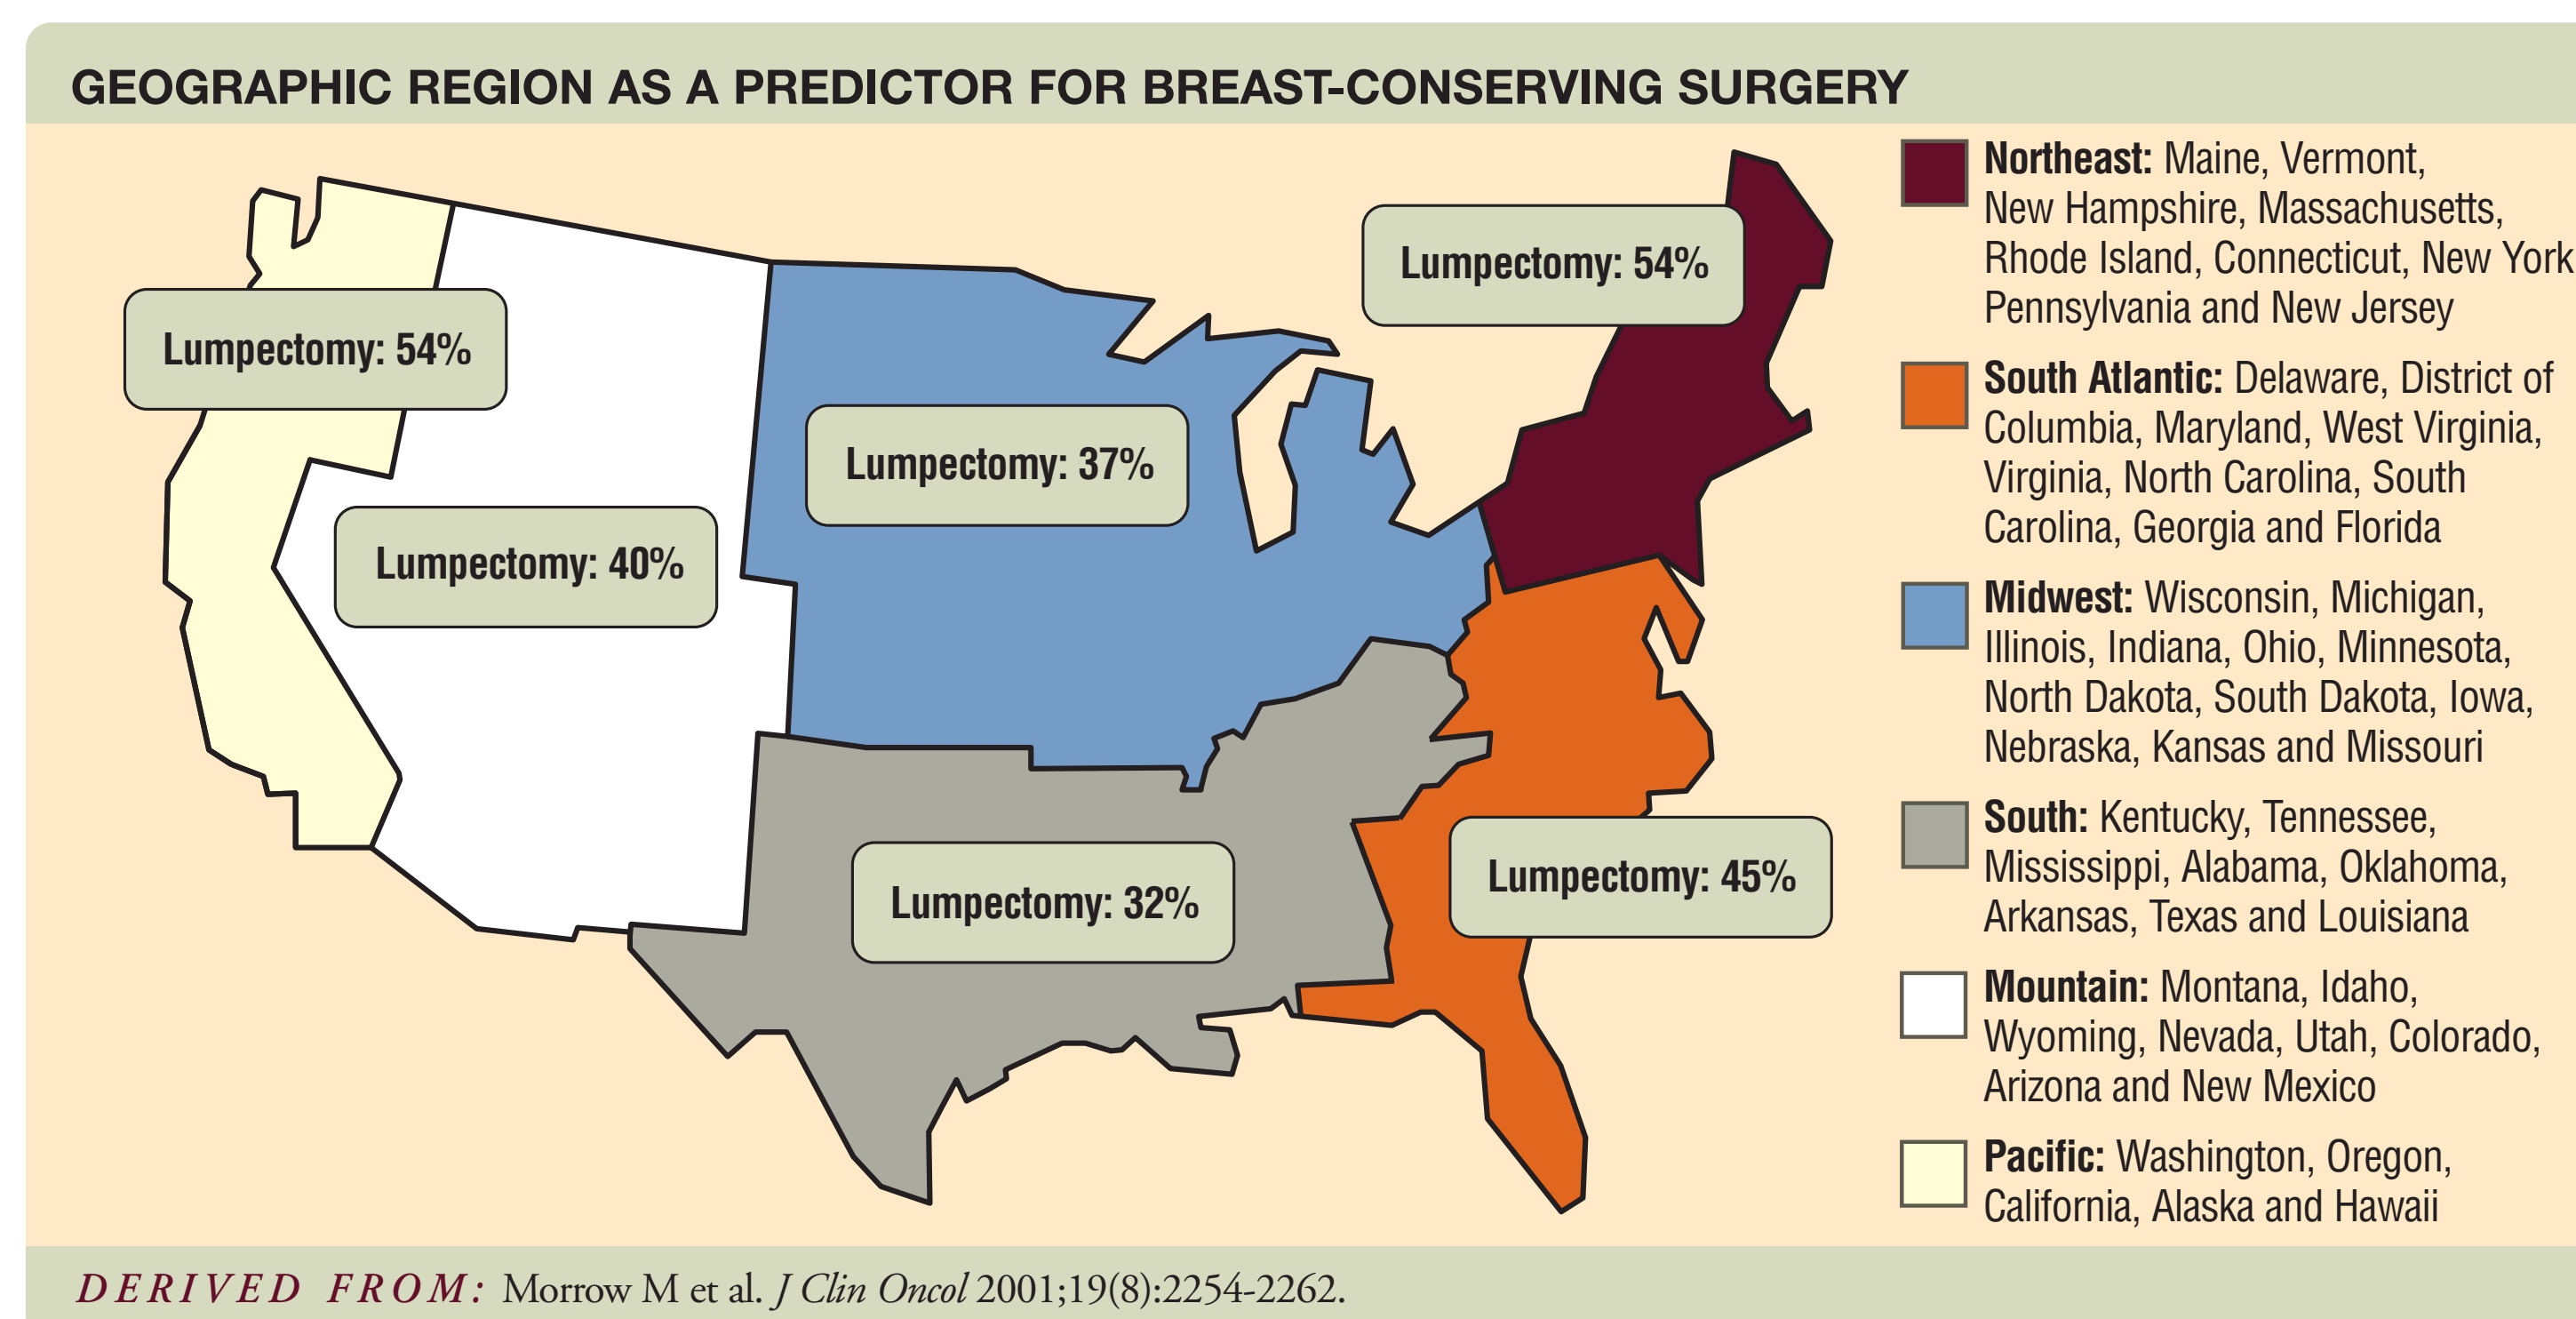 GEOGRAPHIC REGION AS A PREDICTOR FOR BREAST-CONSERVING SURGERY
Lumpectomy: 54%
Lumpectomy: 54%
Lumpectomy: 37%
Lumpectomy: 40%
Lumpectomy: 32%
Lumpectomy: 45%
Northeast: Maine, Vermont,
New Hampshire, Massachusetts,
Rhode Island, Connecticut, New York
Pennsylvania and New Jersey
South Atlantic: Delaware, District of
Columbia, Maryland, West Virginia,
Virginia, North Carolina, South
Carolina, Georgia and Florida
Midwest: Wisconsin, Michigan,
Illinois, Indiana, Ohio, Minnesota,
North Dakota, South Dakota, Iowa,
Nebraska, Kansas and Missouri
South: Kentucky, Tennessee,
Mississippi, Alabama, Oklahoma,
Arkansas, Texas and Louisiana
Mountain: Montana, Idaho,
Wyoming, Nevada, Utah, Colorado,
Arizona and New Mexico
Pacific: Washington, Oregon,
California, Alaska and Hawaii
DERIVED FROM: Morrow M et al. J Clin Oncol 2001;19(8):2254-2262.